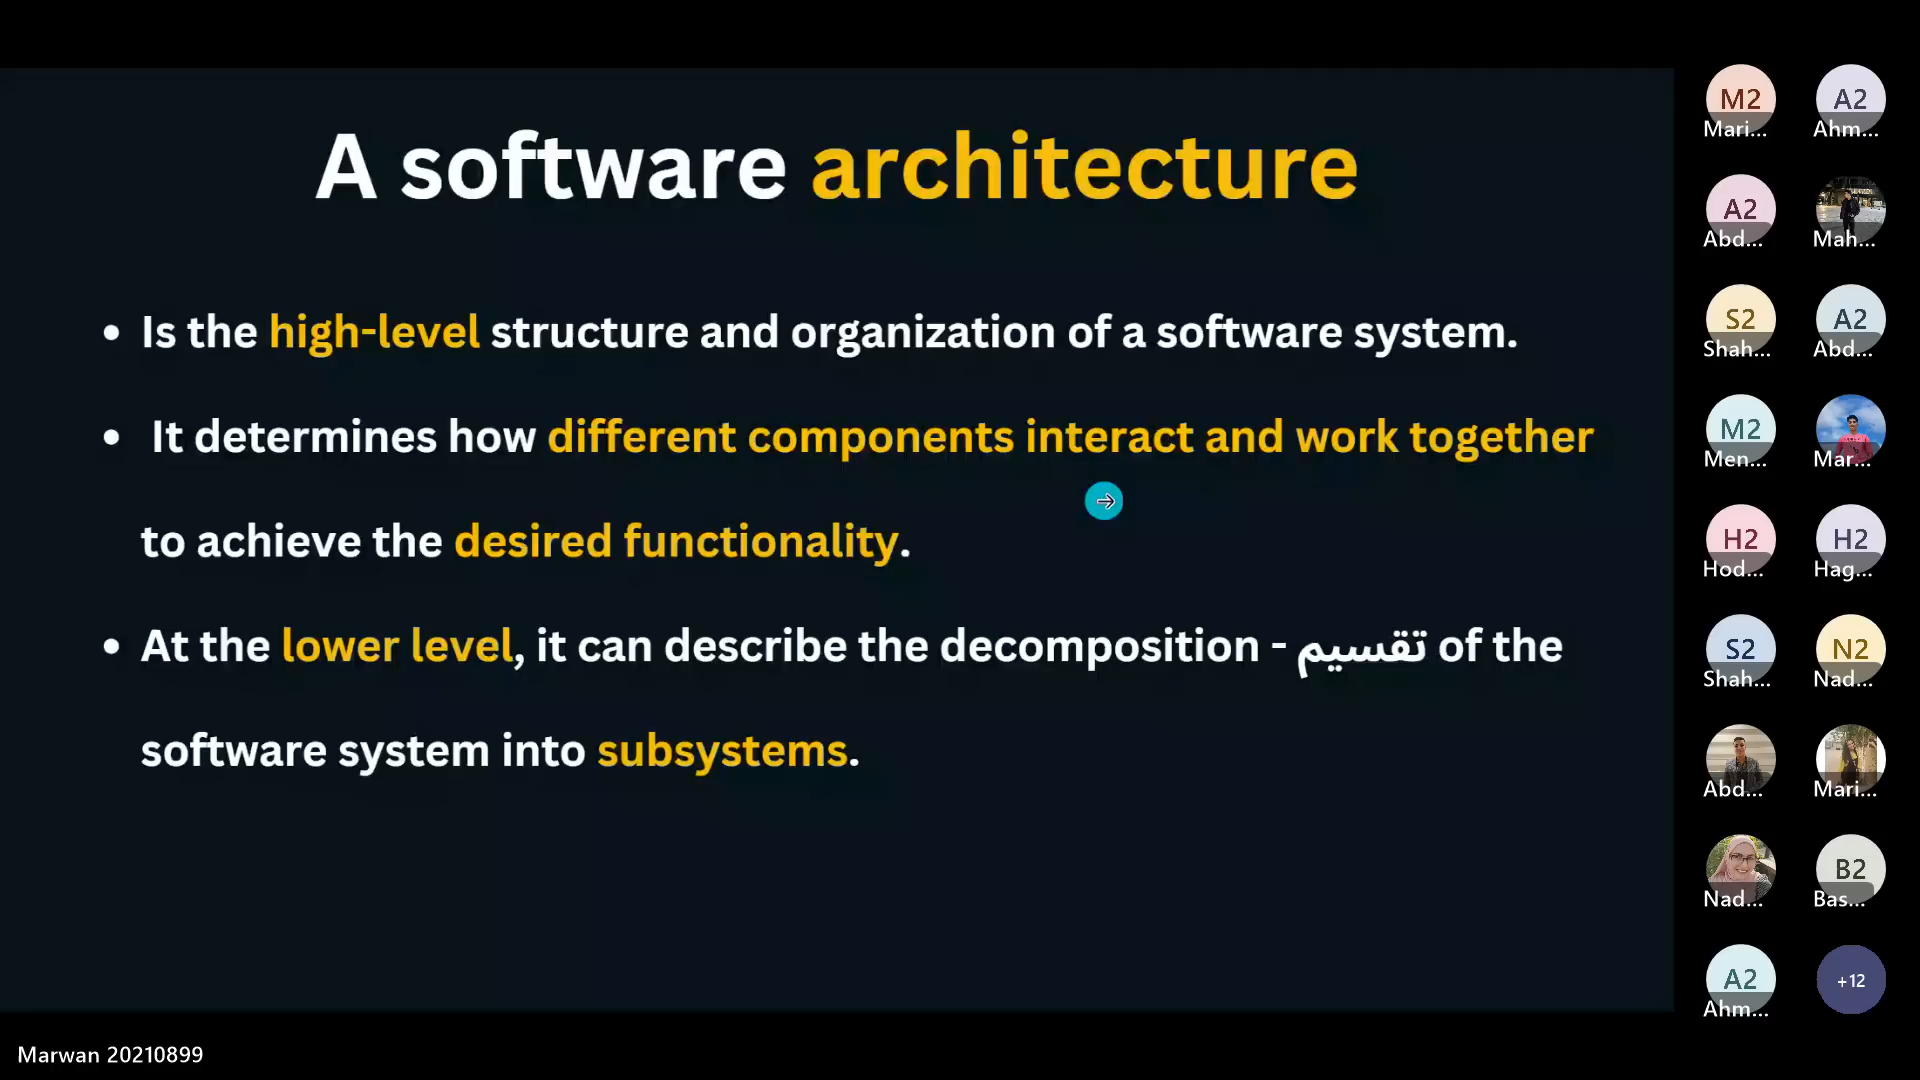 A software architecture
• Is the high-level structure and organization of a software system.
• It determines how different components interact and work together
to achieve the desired functionality.
• At the lower level, it can describe the decomposition - تقسيم of the
software system into subsystems.
M2 A2
Mari... Ahm...
A2
Abd... Mah...
S2 A2
Shah... Abd...
M2
Men... Mar...
H2 H2
Hod... Hag...
S2 N2
Shah... Nad...
Abd... Mari...
B2
Nad... Bas...
A2 +12
Ahm...
Marwan 20210899